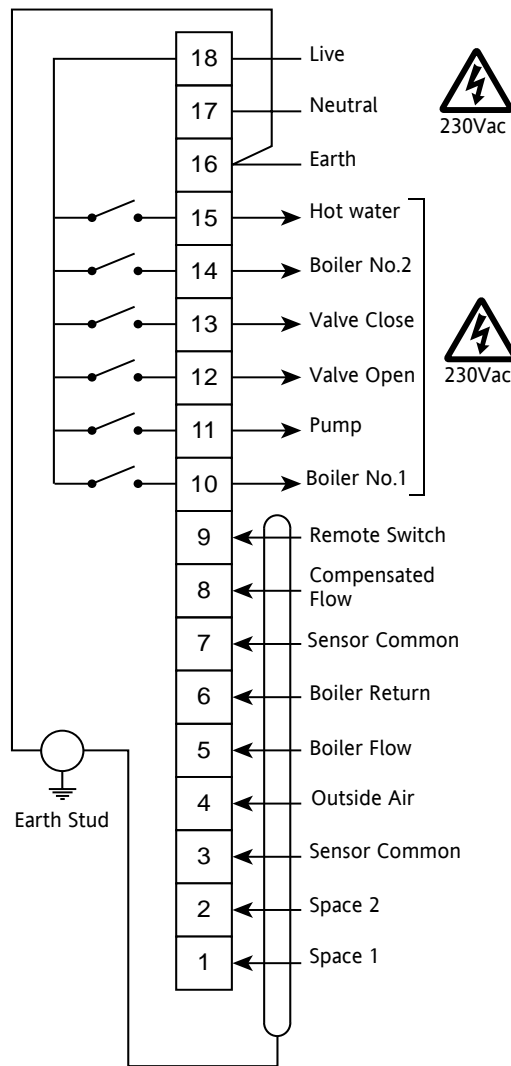 18 Live
17 Neutral
16 Earth
230Vac
15 Hot water
14 Boiler No.2
13 Valve Close
12 Valve Open
230Vac
11 Pump
10 Boiler No.1
9 Remote Switch
8 Compensated
Flow
7 Sensor Common
6 Boiler Return
5 Boiler Flow
4 Outside Air
Earth Stud
3 Sensor Common
2 Space 2
1 Space 1